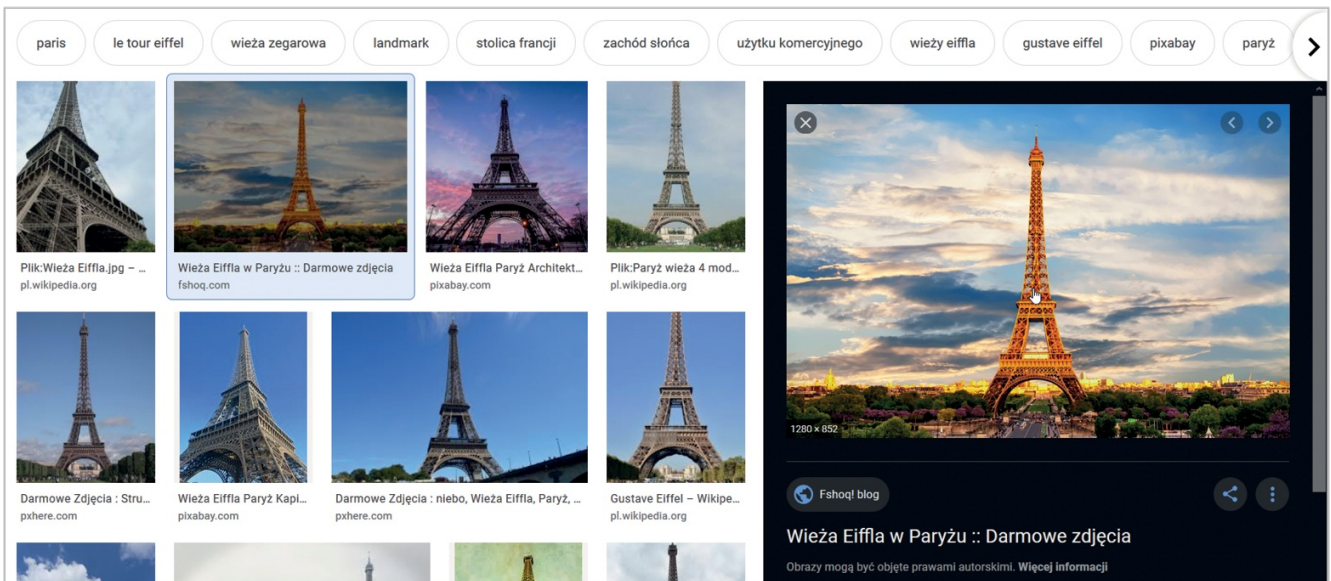 paris
le tour eiffel
wieża zegarowa
landmark
stolica francji
zachód słońca
użytku komercyjnego
wieży eiffla
gustave eiffel
pixabay
paryż
Plik:Wieża Eiffla.jpg – ...
pl.wikipedia.org
Wieża Eiffla w Paryżu :: Darmowe zdjęcia
fshoq.com
Wieża Eiffla Paryż Architekt...
pixabay.com
Plik:Paryż wieża 4 mod...
pl.wikipedia.org
Darmowe Zdjęcia : Stru...
pxhere.com
Wieża Eiffla Paryż Kapi...
pixabay.com
Darmowe Zdjęcia : niebo, Wieża Eiffla, Paryż, ...
pxhere.com
Gustave Eiffel – Wikipe...
pl.wikipedia.org
1280 × 852
Fshoq! blog
Wieża Eiffla w Paryżu :: Darmowe zdjęcia
Obrazy mogą być objęte prawami autorskimi. Więcej informacji